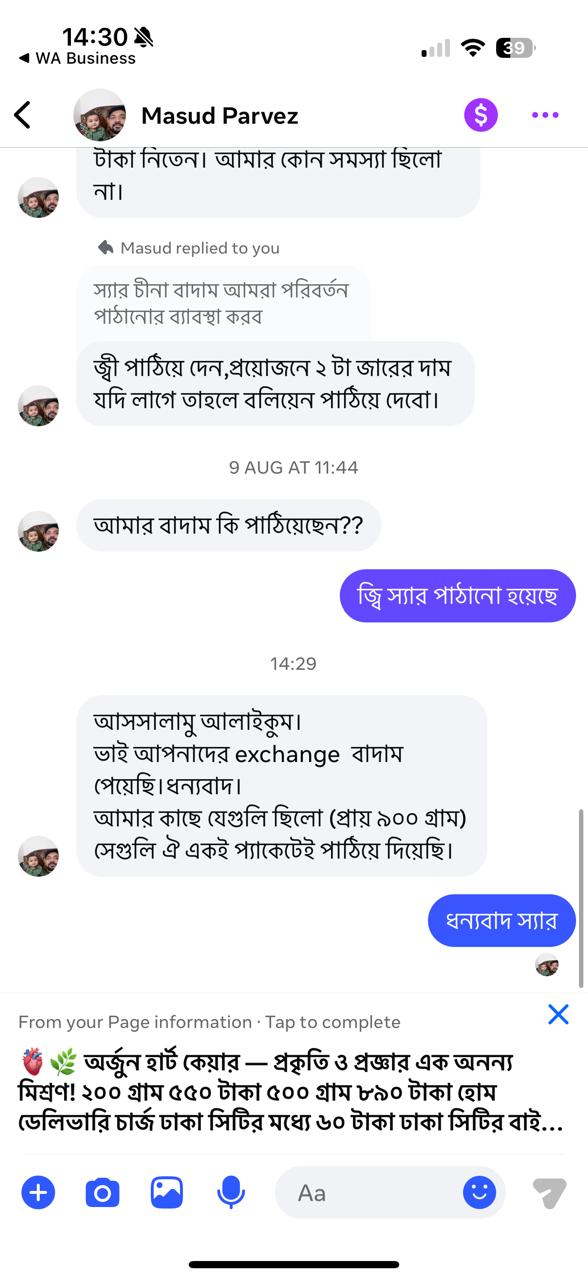 14:30
39
WA Business
Masud Parvez
$
টাকা নিতেন। আমার কোন সমস্যা ছিলো
না।
Masud replied to you
স্যার চীনা বাদাম আমরা পরিবর্তন
পাঠানোর ব্যাবস্থা করব
জ্বী পাঠিয়ে দেন,প্রয়োজনে ২ টা জারের দাম
যদি লাগে তাহলে বলিয়েন পাঠিয়ে দেবো।
9 AUG AT 11:44
আমার বাদাম কি পাঠিয়েছেন??
জ্বি স্যার পাঠানো হয়েছে
14:29
আসসালামু আলাইকুম।
ভাই আপনাদের exchange বাদাম
পেয়েছি।ধন্যবাদ।
আমার কাছে যেগুলি ছিলো (প্রায় ৯০০ গ্রাম)
সেগুলি ঐ একই প্যাকেটেই পাঠিয়ে দিয়েছি।
ধন্যবাদ স্যার
From your Page information · Tap to complete
🫀🌿 অর্জুন হার্ট কেয়ার — প্রকৃতি ও প্রজ্ঞার এক অনন্য
মিশ্রণ! ২০০ গ্রাম ৫৫০ টাকা ৫০০ গ্রাম ৮৯০ টাকা হোম
ডেলিভারি চার্জ ঢাকা সিটির মধ্যে ৬০ টাকা ঢাকা সিটির বাই...
Aa